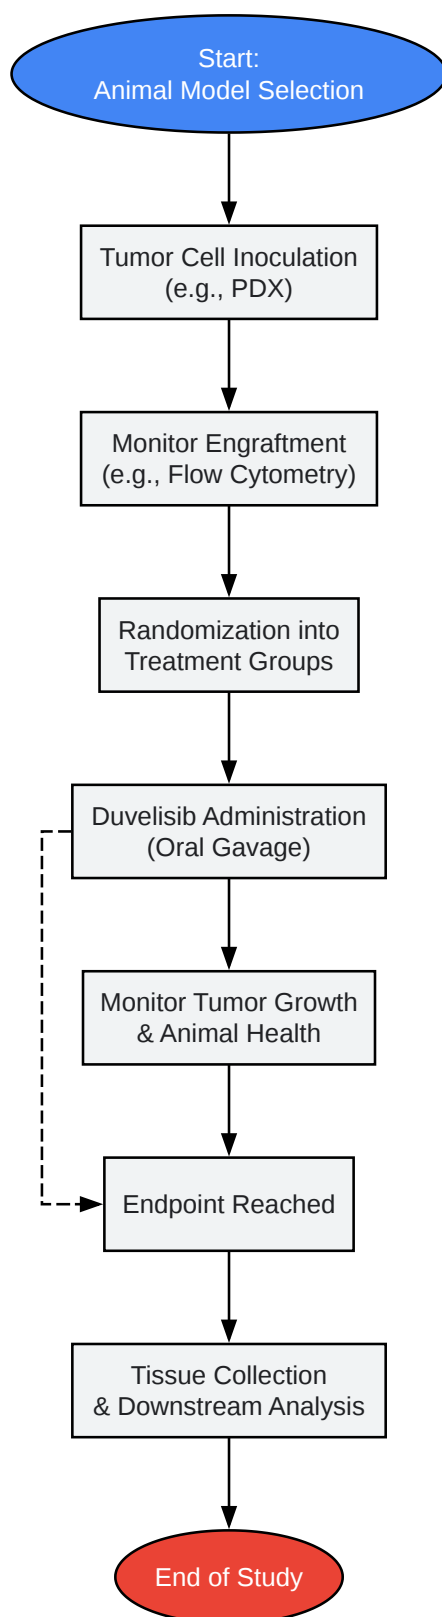 Start:
Animal Model Selection
Tumor Cell Inoculation
(e.g., PDX)
Monitor Engraftment
(e.g., Flow Cytometry)
Randomization into
Treatment Groups
Duvelisib Administration
(Oral Gavage)
Monitor Tumor Growth
& Animal Health
Endpoint Reached
Tissue Collection
& Downstream Analysis
End of Study